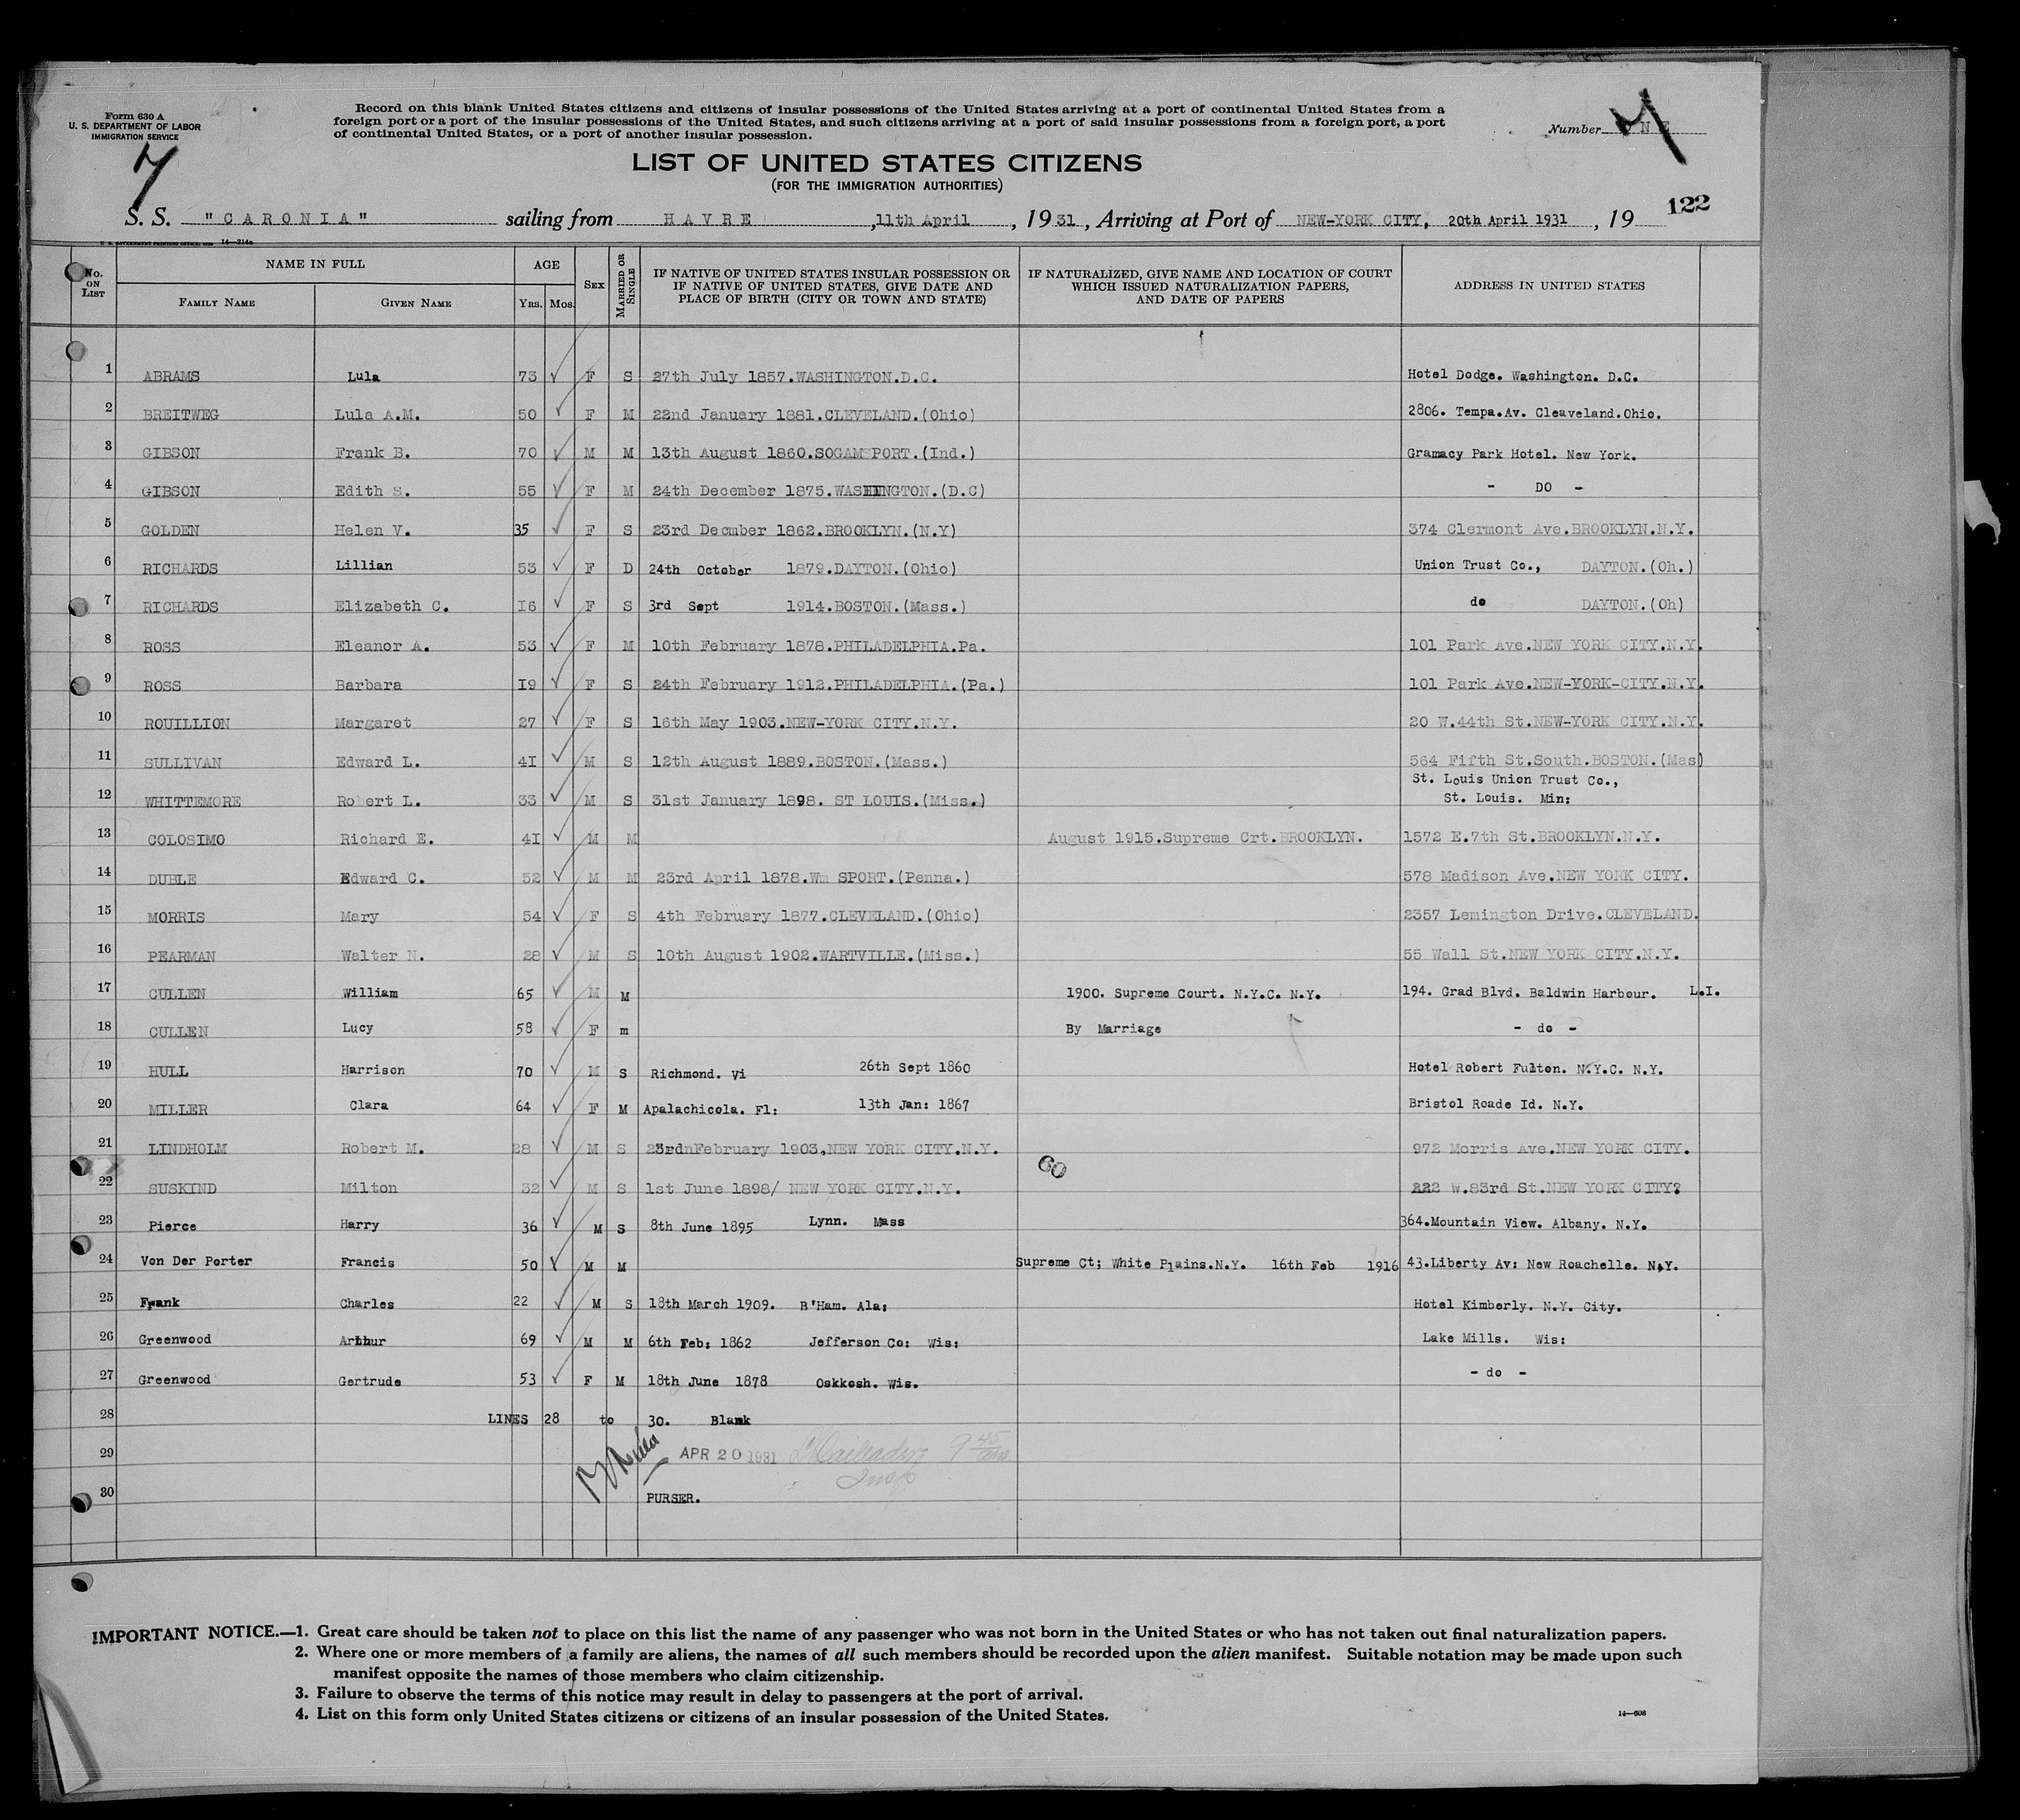 Form 630 A
U. S. DEPARTMENT OF LABOR
IMMIGRATION SERVICE
Record on this blank United States citizens and citizens of insular possessions of the United States arriving at a port of continental United States from a
foreign port or a port of the insular possessions of the United States, and such citizens arriving at a port of said insular possessions from a foreign port, a port
of continental United States, or a port of another insular possession.
Number N E
7
7
LIST OF UNITED STATES CITIZENS
(FOR THE IMMIGRATION AUTHORITIES)
122
S. S. "CARONIA" sailing from HAVRE, 11th April, 1931, Arriving at Port of NEW-YORK CITY, 20th April 1931, 19
No. ON LIST NAME IN FULL AGE SEX MARRIED OR SINGLE IF NATIVE OF UNITED STATES INSULAR POSSESSION OR IF NATIVE OF UNITED STATES, GIVE DATE AND PLACE OF BIRTH (CITY OR TOWN AND STATE) IF NATURALIZED, GIVE NAME AND LOCATION OF COURT WHICH ISSUED NATURALIZATION PAPERS, AND DATE OF PAPERS ADDRESS IN UNITED STATES
FAMILY NAME GIVEN NAME YRS. MOS.
1 ABRAMS Lula 73 F S 27th July 1857.WASHINGTON.D.C. Hotel Dodge. Washington. D.C.
2 BREITWEG Lula A.M. 50 F M 22nd January 1881.CLEVELAND.(Ohio) 2806. Tempa.Av. Cleaveland.Ohio.
3 GIBSON Frank B. 70 M M 13th August 1860.SOGAMSPORT.(Ind.) Gramacy Park Hotel. New York.
4 GIBSON Edith S. 55 F M 24th December 1875.WASHINGTON.(D.C) - DO -
5 GOLDEN Helen V. 35 F S 23rd Decmber 1862.BROOKLYN.(N.Y) 374 Clermont Ave.BROOKLYN.N.Y.
6 RICHARDS Lillian 53 F D 24th October 1879.DAYTON.(Ohio) Union Trust Co., DAYTON.(Oh.)
7 RICHARDS Elizabeth C. I6 F S 3rd Sept 1914.BOSTON.(Mass.) do DAYTON.(Oh)
8 ROSS Eleanor A. 53 F M 10th February 1878.PHILADELPHIA.Pa. 101 Park Ave.NEW YORK CITY.N.Y.
9 ROSS Barbara I9 F S 24th February 1912.PHILADELPHIA.(Pa.) 101 Park Ave.NEW-YORK-CITY.N.Y.
10 ROUILLION Margaret 27 F S 16th May 1903.NEW-YORK CITY.N.Y. 20 W.44th St.NEW-YORK CITY.N.Y.
11 SULLIVAN Edward L. 4I M S 12th August 1889.BOSTON.(Mass.) 564 Fifth St.South.BOSTON.(Mas)
12 WHITTEMORE Robert L. 33 M S 31st January 1898. ST LOUIS.(Miss.) St. Louis Union Trust Co.,
St. Louis. Min:
13 COLOSIMO Richard E. 4I M M August 1915.Supreme Crt.BROOKLYN. 1572 E.7th St.BROOKLYN.N.Y.
14 DUBLE Edward C. 52 M M 23rd April 1878.Wm SPORT.(Penna.) 578 Madison Ave.NEW YORK CITY.
15 MORRIS Mary 54 F S 4th February 1877.CLEVELAND.(Ohio) 2357 Lemington Drive.CLEVELAND.
16 PEARMAN Walter N. 28 M S 10th August 1902.WARTVILLE.(Miss.) 55 Wall St.NEW YORK CITY.N.Y.
17 CULLEN William 65 M M 1900. Supreme Court. N.Y.C. N.Y. 194. Grad Blvd. Baldwin Harbour. L.I.
18 CULLEN Lucy 58 F m By Marriage - do -
19 HULL Harrison 70 M S Richmond. Vi 26th Sept 1860 Hotel Robert Fulton. N.Y.C. N.Y.
20 MILLER Clara 64 F M Apalachicola. Fl: 13th Jan: 1867 Bristol Roade Id. N.Y.
21 LINDHOLM Robert M. 28 M S 23rdnFebruary 1903,NEW YORK CITY.N.Y. 972 Morris Ave.NEW YORK CITY.
60
22 SUSKIND Milton 32 M S 1st June 1898/ NEW YORK CITY.N.Y. 222 W.83rd St.NEW YORK CITY?
23 Pierce Harry 36 M S 8th June 1895 Lynn. Mass 364.Mountain View. Albany. N.Y.
24 Von Der Porter Francis 50 M M Supreme Ct; White Plains.N.Y. 16th Feb 1916 43.Liberty Av: New Roachelle. N.Y.
25 Frank Charles 22 M S 18th March 1909. B'Ham. Ala: Hotel Kimberly. N.Y. City.
26 Greenwood Arthur 69 M M 6th Feb: 1862 Jefferson Co: Wis: Lake Mills. Wis:
27 Greenwood Gertrude 53 F M 18th June 1878 Oskkosh. Wis. - do -
28 LINES 28 to 30. Blank
29 APR 20 1931 9 45 am
Insp
30 PURSER.
IMPORTANT NOTICE.—1. Great care should be taken not to place on this list the name of any passenger who was not born in the United States or who has not taken out final naturalization papers.
2. Where one or more members of a family are aliens, the names of all such members should be recorded upon the alien manifest. Suitable notation may be made upon such
manifest opposite the names of those members who claim citizenship.
3. Failure to observe the terms of this notice may result in delay to passengers at the port of arrival.
4. List on this form only United States citizens or citizens of an insular possession of the United States.
14—608